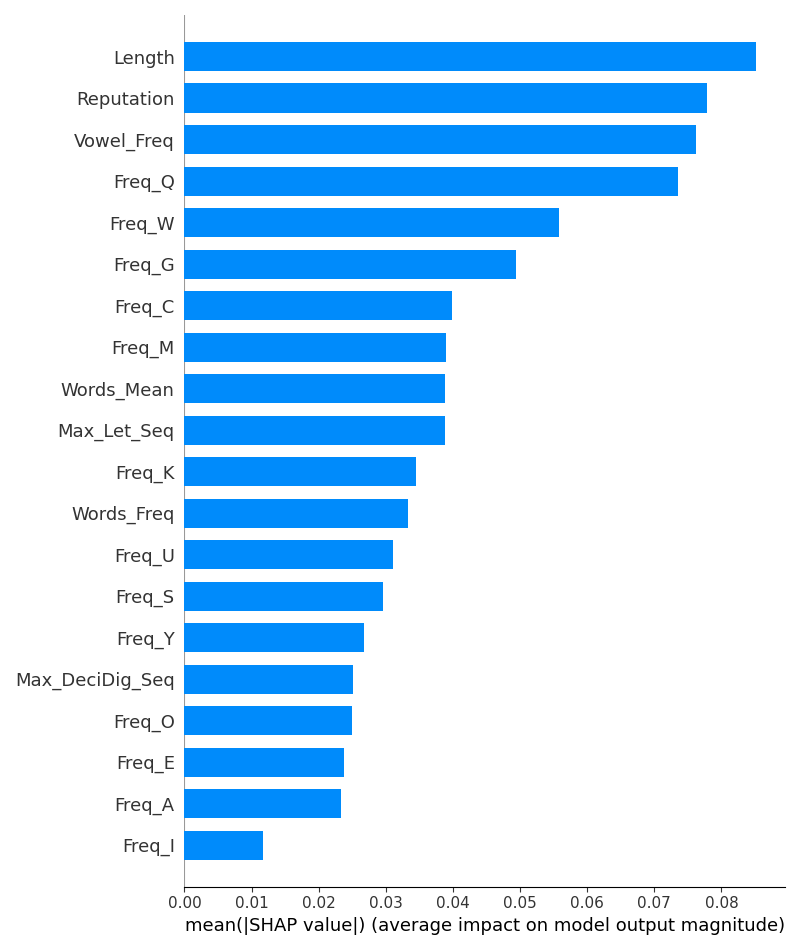 Length
Reputation
Vowel_Freq
Freq_Q
Freq_W
Freq_G
Freq_C
Freq_M
Words_Mean
Max_Let_Seq
Freq_K
Words_Freq
Freq_U
Freq_S
Freq_Y
Max_DeciDig_Seq
Freq_O
Freq_E
Freq_A
Freq_I
0.00 0.01 0.02 0.03 0.04 0.05 0.06 0.07 0.08
mean(|SHAP value|) (average impact on model output magnitude)